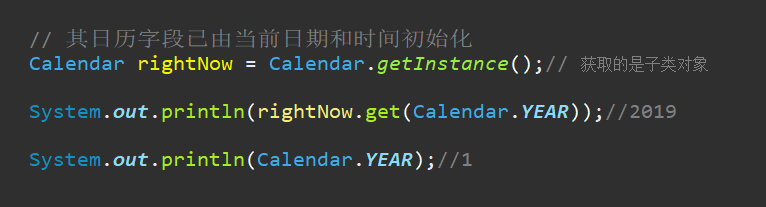 // 其日历字段己由当前日期和时间初始化
Calendar rightNow = Calendar.getInstance();// 获取的是子类对象
System.out.println(rightNow.get(Calendar.YEAR));//2019
System.out.println(Calendar.YEAR);//1